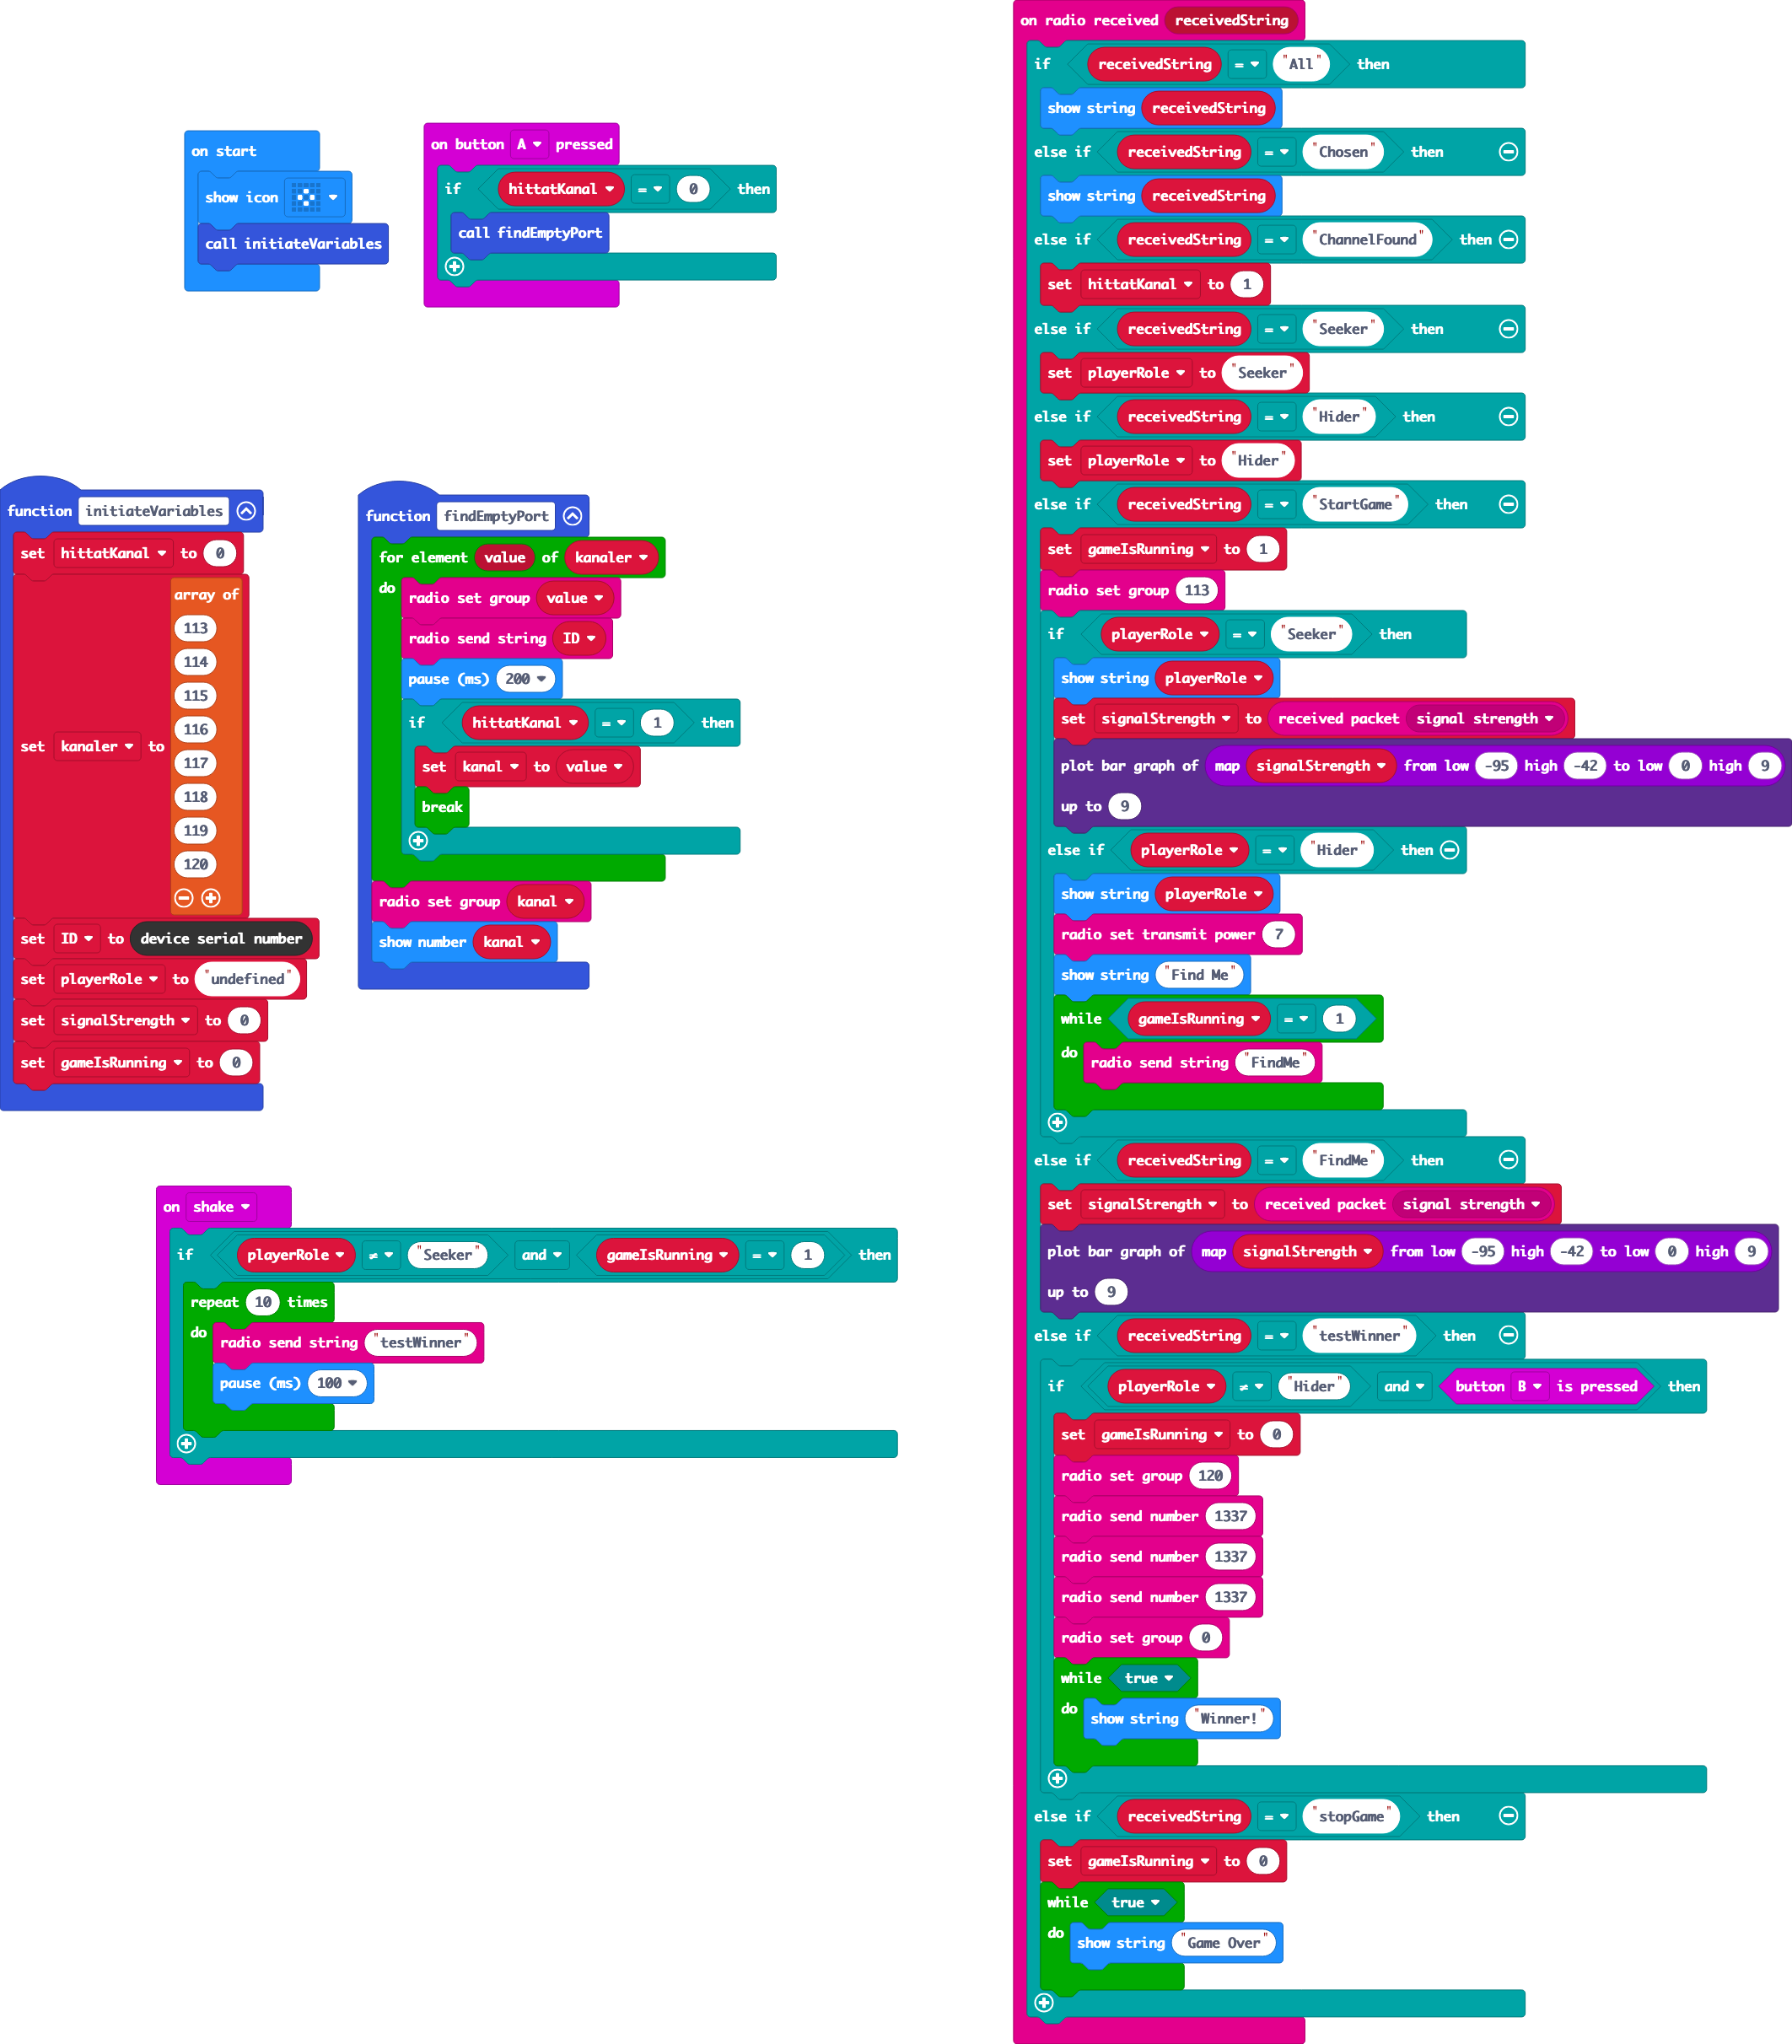 on start
show icon
call initiateVariables
on button A pressed
if hittatKanal = 0 then
call findEmptyPort
function initiateVariables
set hittatKanal to 0
set kanaler to array of
113
114
115
116
117
118
119
120
set ID to device serial number
set playerRole to "undefined"
set signalStrength to 0
set gameIsRunning to 0
function findEmptyPort
for element value of kanaler
do radio set group value
radio send string ID
pause (ms) 200
if hittatKanal = 1 then
set kanal to value
break
radio set group kanal
show number kanal
on shake
if playerRole ≠ "Seeker" and gameIsRunning = 1 then
repeat 10 times
do radio send string "testWinner"
pause (ms) 100
on radio received receivedString
if receivedString = "All" then
show string receivedString
else if receivedString = "Chosen" then
show string receivedString
else if receivedString = "ChannelFound" then
set hittatKanal to 1
else if receivedString = "Seeker" then
set playerRole to "Seeker"
else if receivedString = "Hider" then
set playerRole to "Hider"
else if receivedString = "StartGame" then
set gameIsRunning to 1
radio set group 113
if playerRole = "Seeker" then
show string playerRole
set signalStrength to received packet signal strength
plot bar graph of map signalStrength from low -95 high -42 to low 0 high 9
up to 9
else if playerRole = "Hider" then
show string playerRole
radio set transmit power 7
show string "Find Me"
while gameIsRunning = 1
do radio send string "FindMe"
else if receivedString = "FindMe" then
set signalStrength to received packet signal strength
plot bar graph of map signalStrength from low -95 high -42 to low 0 high 9
up to 9
else if receivedString = "testWinner" then
if playerRole ≠ "Hider" and button B is pressed then
set gameIsRunning to 0
radio set group 120
radio send number 1337
radio send number 1337
radio send number 1337
radio set group 0
while true
do show string "Winner!"
else if receivedString = "stopGame" then
set gameIsRunning to 0
while true
do show string "Game Over"